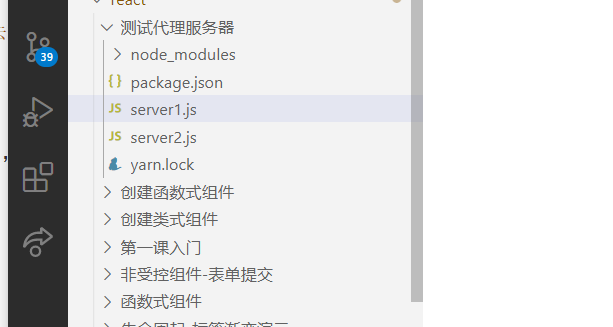 react
测试代理服务器
39
node_modules
{ } package.json
JS server1.js
JS server2.js
yarn.lock
创建函数式组件
创建类式组件
第一课入门
非受控组件-表单提交
函数式组件